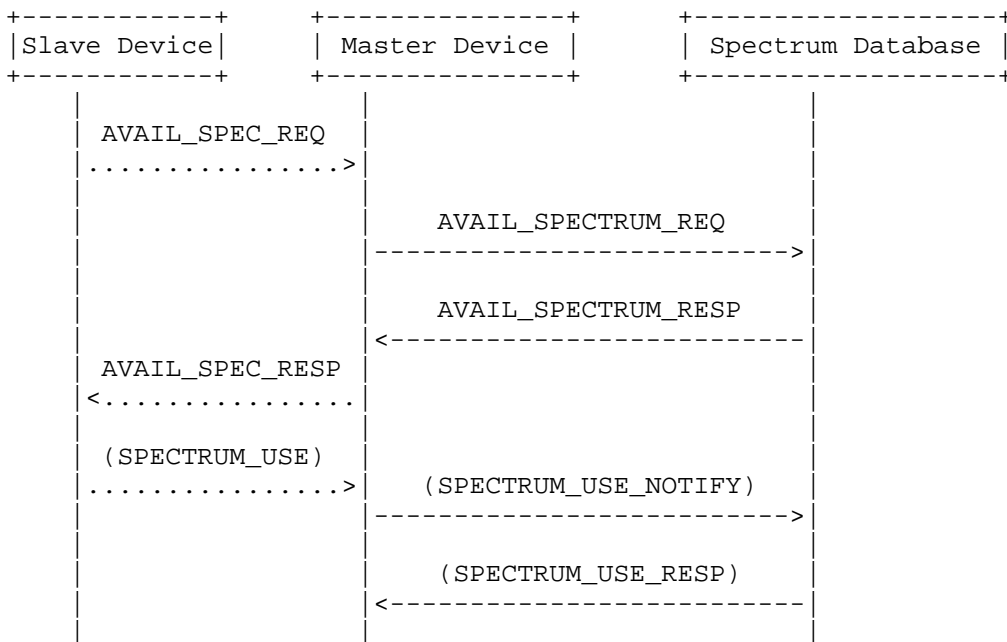 Slave Device Master Device Spectrum Database
AVAIL_SPEC_REQ
AVAIL_SPECTRUM_REQ
AVAIL_SPECTRUM_RESP
AVAIL_SPEC_RESP
(SPECTRUM_USE)
(SPECTRUM_USE_NOTIFY)
(SPECTRUM_USE_RESP)